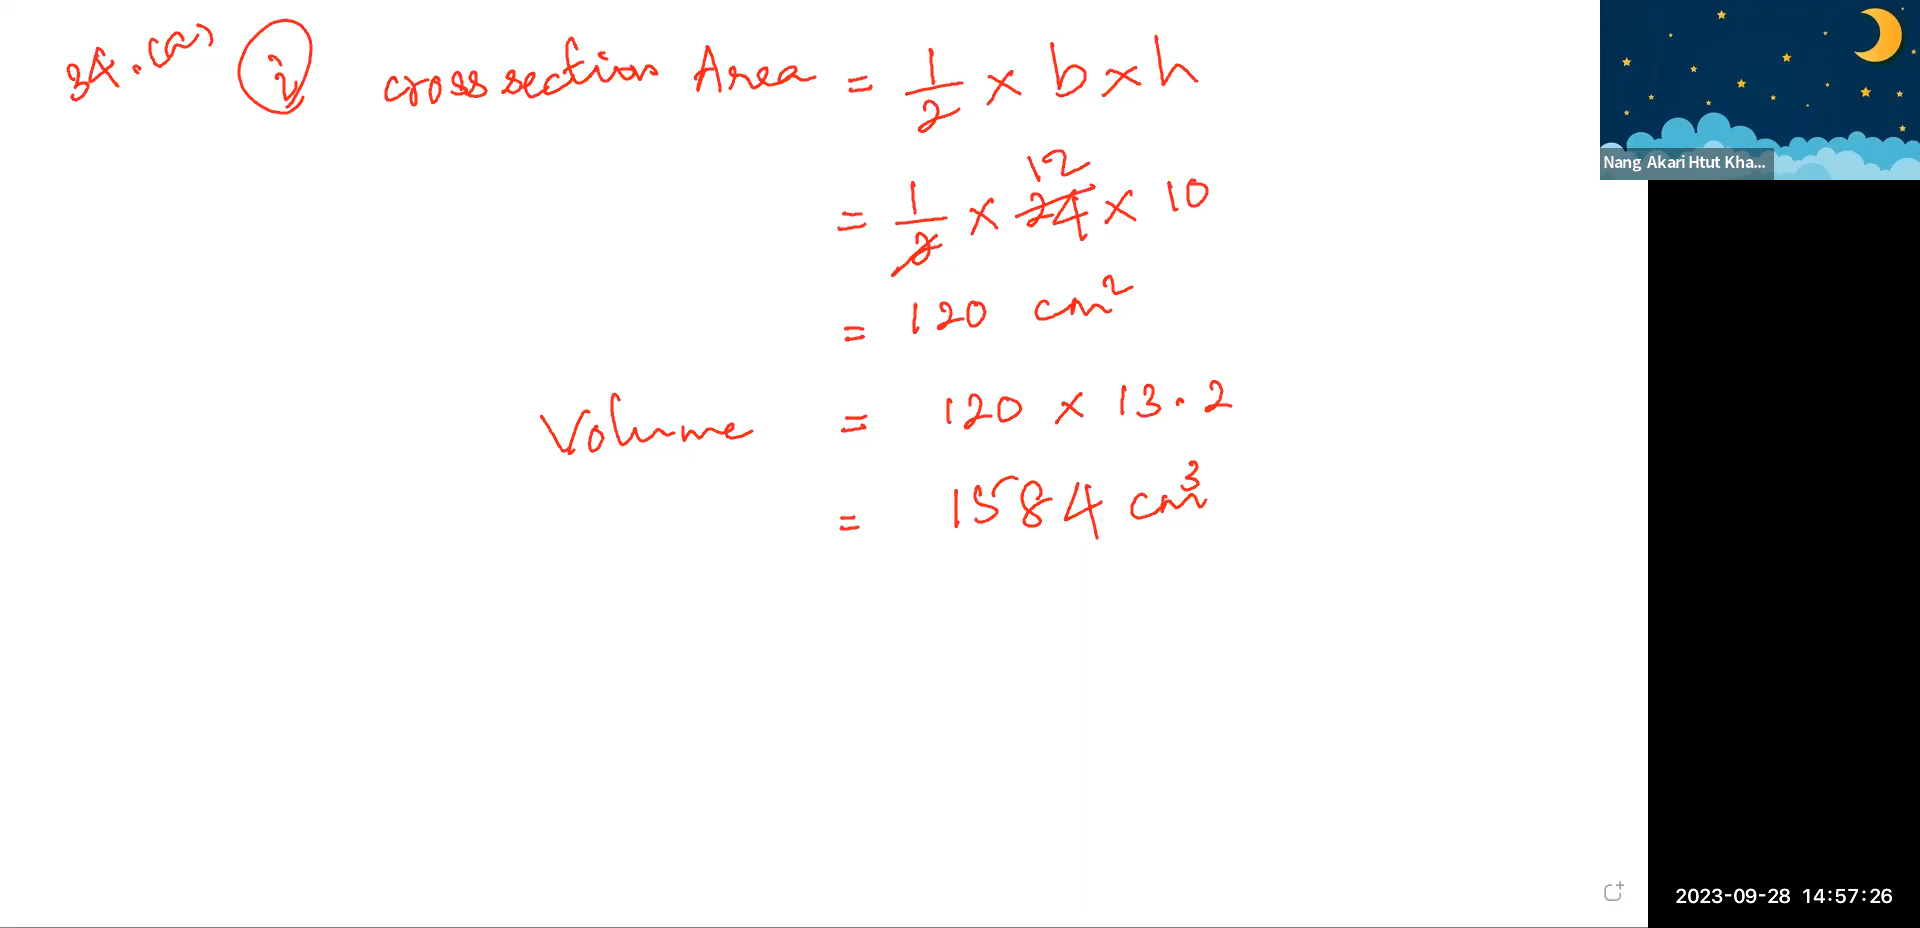 34.(a) i cross section Area = 1/2 × b × h
= 1/2 × 24 × 10
12
= 120 cm²
Volume = 120 × 13.2
= 1584 cm³
Nang Akari Htut Kha...
2023-09-28 14:57:26